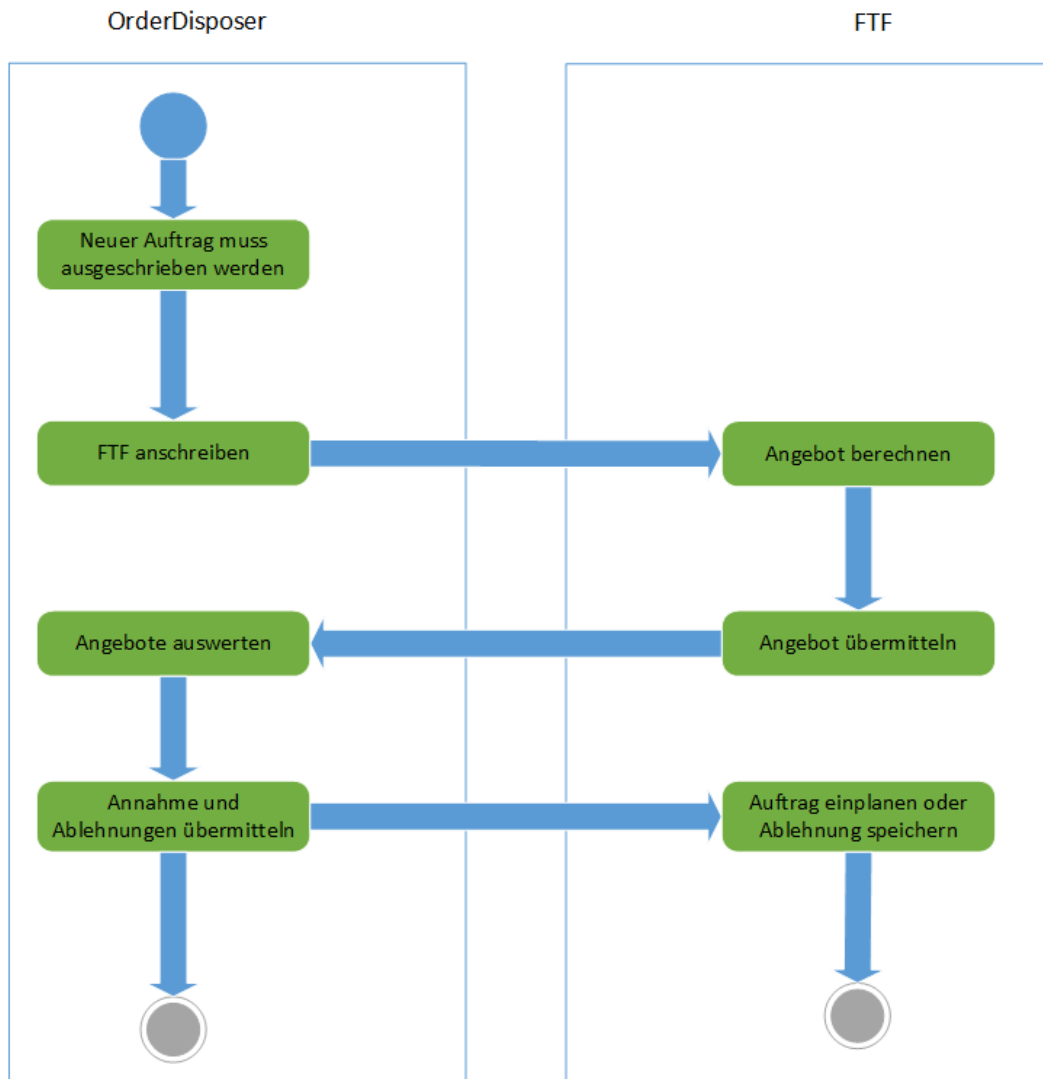 OrderDisposer
FTF
Neuer Auftrag muss
ausgeschrieben werden
FTF anschreiben
Angebot berechnen
Angebote auswerten
Angebot übermitteln
Annahme und
Ablehnungen übermitteln
Auftrag einplanen oder
Ablehnung speichern